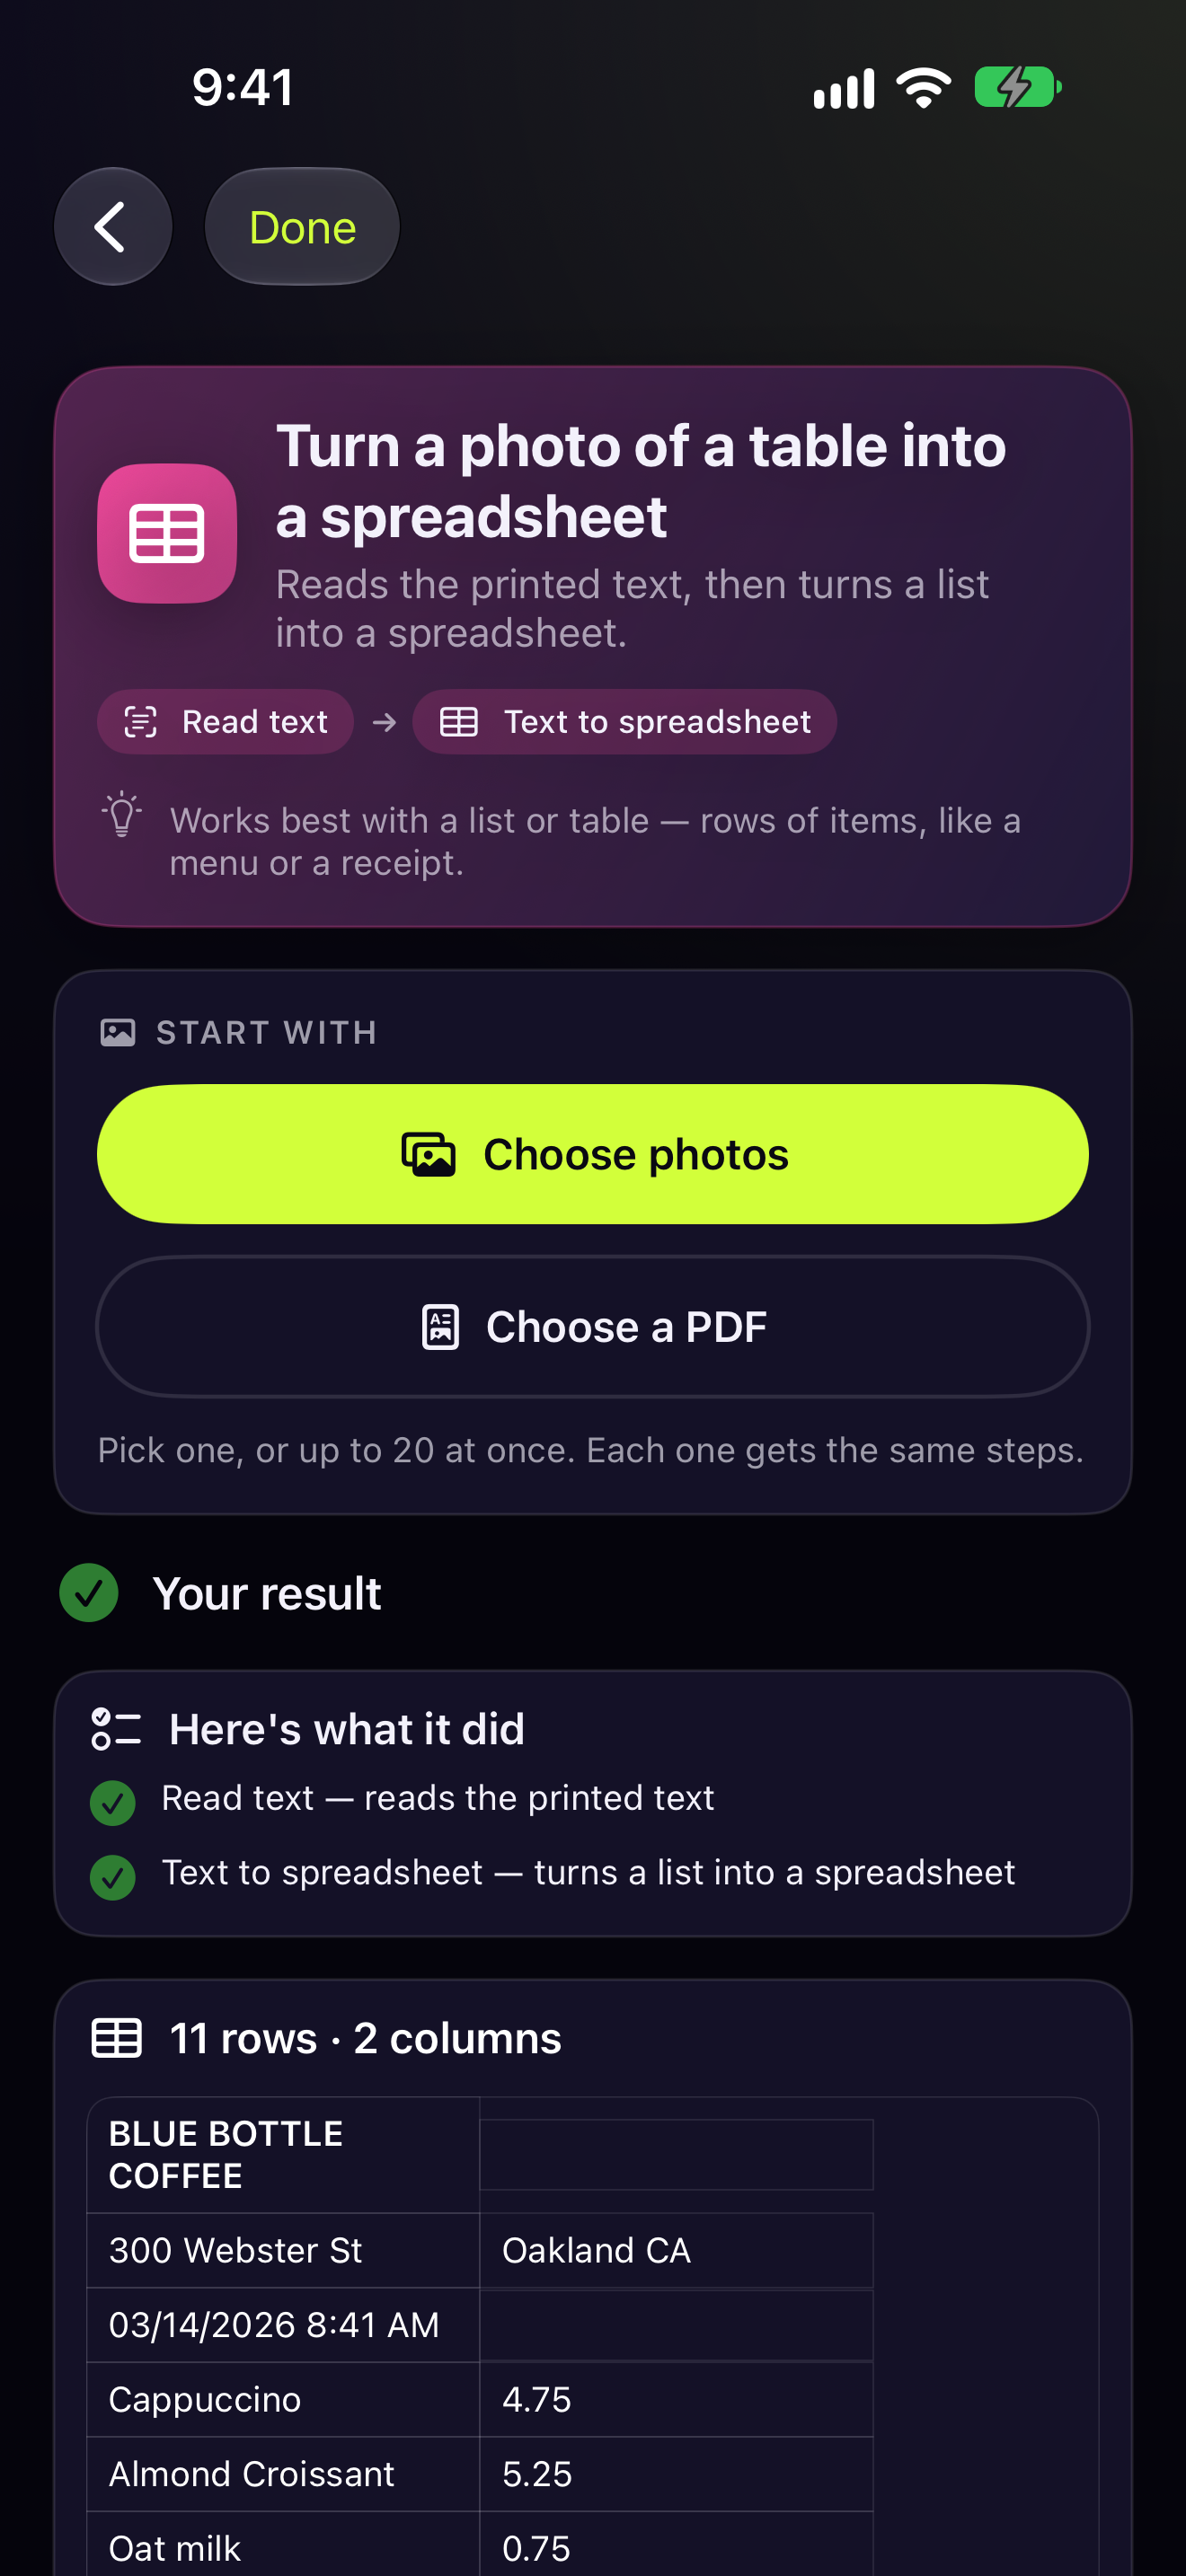 9:41
Done
Turn a photo of a table into
a spreadsheet
Reads the printed text, then turns a list
into a spreadsheet.
Read text → Text to spreadsheet
Works best with a list or table — rows of items, like a
menu or a receipt.
START WITH
Choose photos
Choose a PDF
Pick one, or up to 20 at once. Each one gets the same steps.
Your result
Here's what it did
Read text — reads the printed text
Text to spreadsheet — turns a list into a spreadsheet
11 rows · 2 columns
BLUE BOTTLE
COFFEE
300 Webster St Oakland CA
03/14/2026 8:41 AM
Cappuccino 4.75
Almond Croissant 5.25
Oat milk 0.75